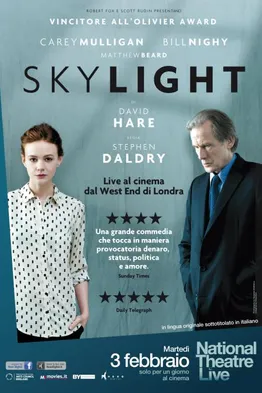 ROBERT FOX E SCOTT RUDIN PRESENTANO
VINCITORE ALL'OLIVIER AWARD
CAREY MULLIGAN BILL NIGHY
MATTHEW BEARD
SKYLIGHT
DI
DAVID
HARE
STEPHEN
DALDRY
Live al cinema
dal West End di Londra
★★★★
Una grande commedia
che tocca in maniera
provocatoria denaro,
status, politica
e amore.
Sunday Times
★★★★★
Daily Telegraph
in lingua originale sottotitolato in italiano
Martedì
3 febbraio
solo per un giorno
al cinema
National
Theatre
Live
movies.it